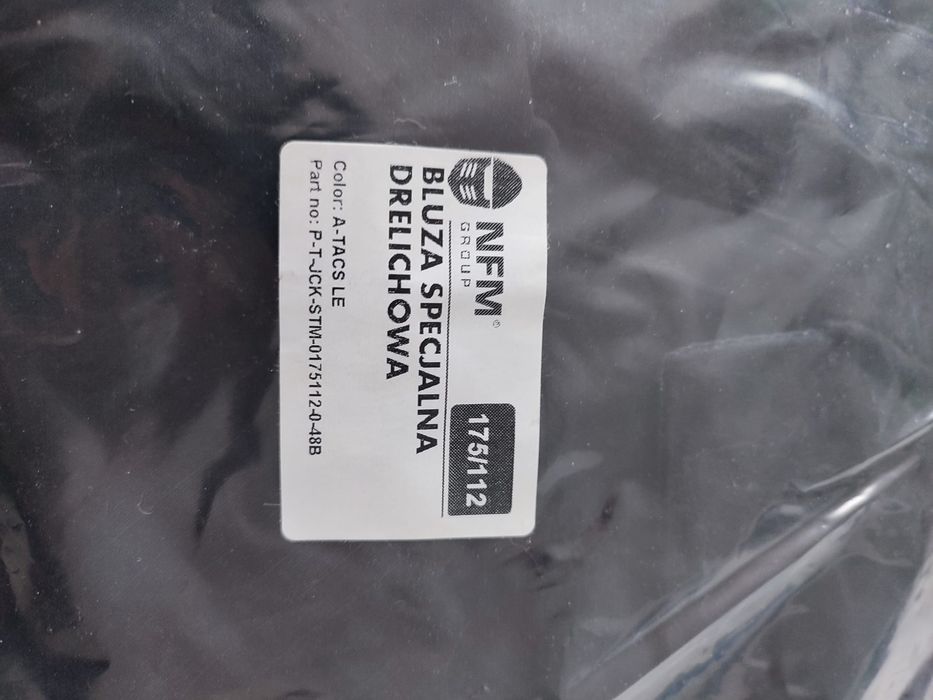 NFM®
GROUP
175/112
BLUZA SPECJALNA
DRELICHOWA
Color: A-TACS LE
Part no: P-T-JCK-STM-0175112-0-48B